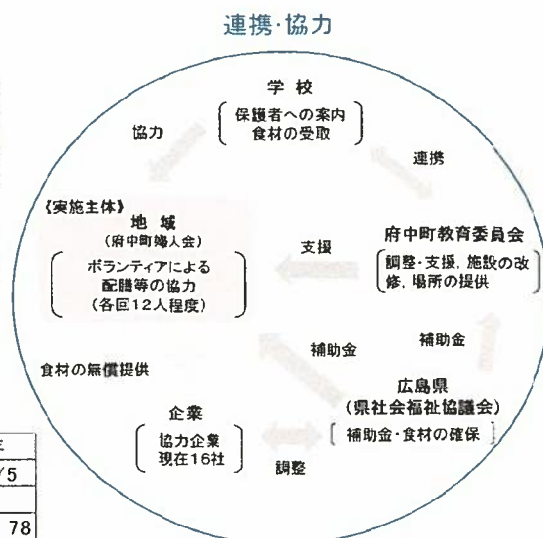 連携・協力
学校
保護者への案内
食材の受取
協力
連携
《実施主体》
地域
(府中町婦人会)
ボランティアによる
配膳等の協力
(各回12人程度)
支援
府中町教育委員会
調整・支援, 施設の改
修, 場所の提供
補助金
補助金
食材の無償提供
広島県
(県社会福祉協議会)
補助金・食材の確保
企業
協力企業
現在16社
調整
/5
78